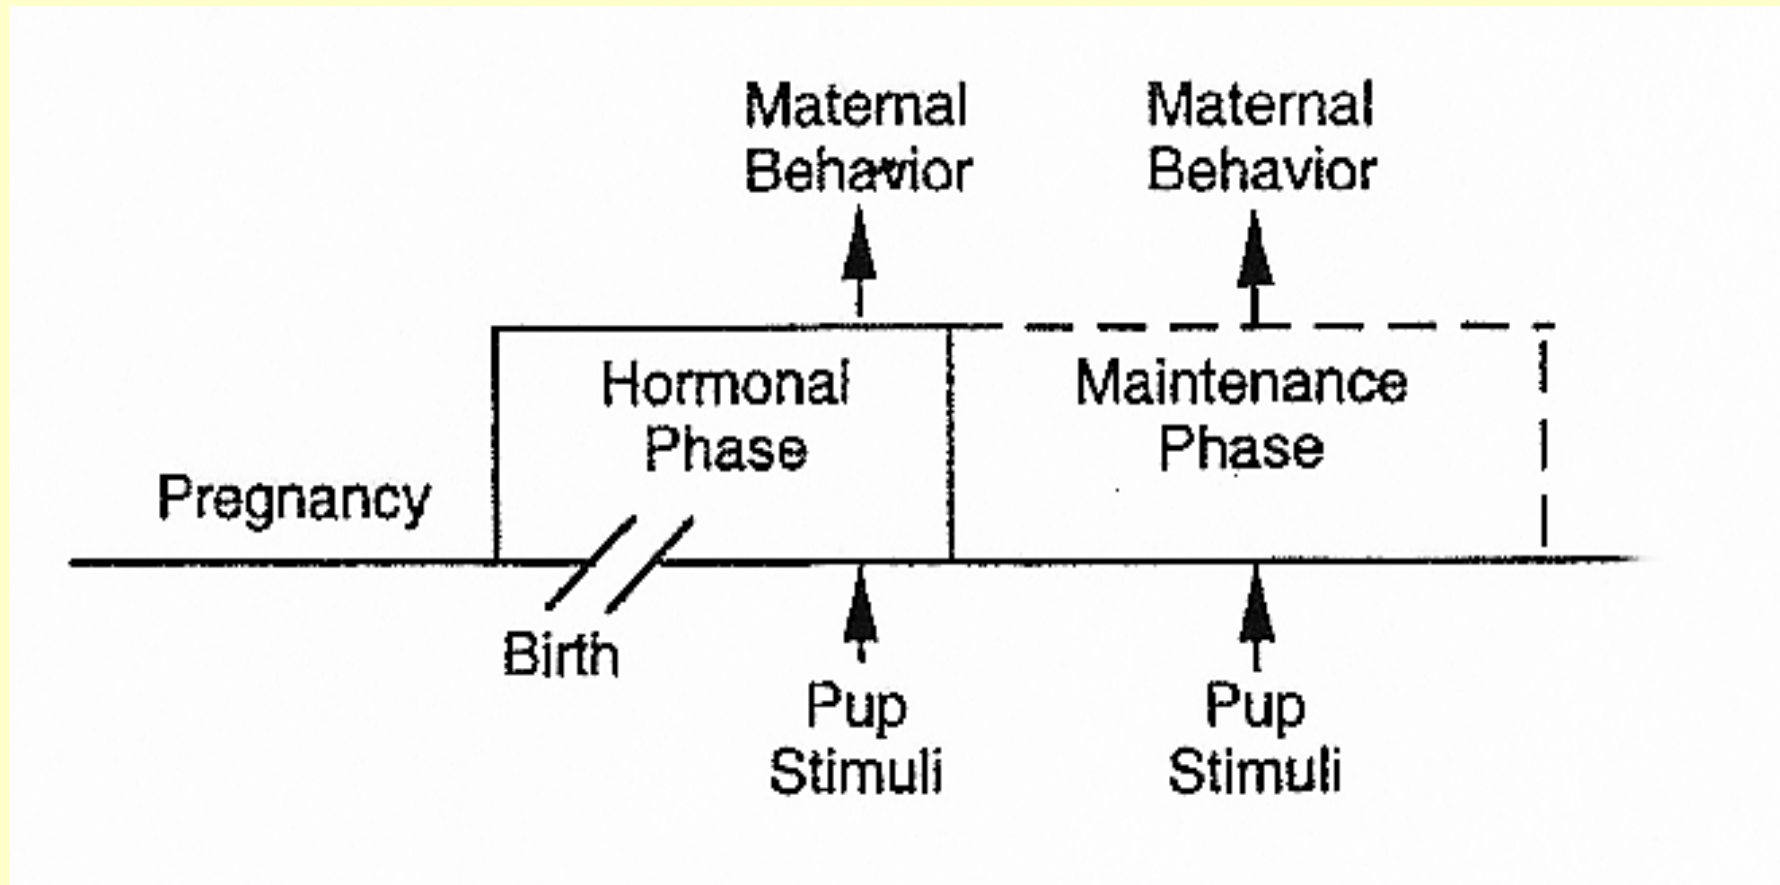 Maternal
Behavior
Maternal
Behavior
Hormonal
Phase
Maintenance
Phase
Pregnancy
Birth
Pup
Stimuli
Pup
Stimuli